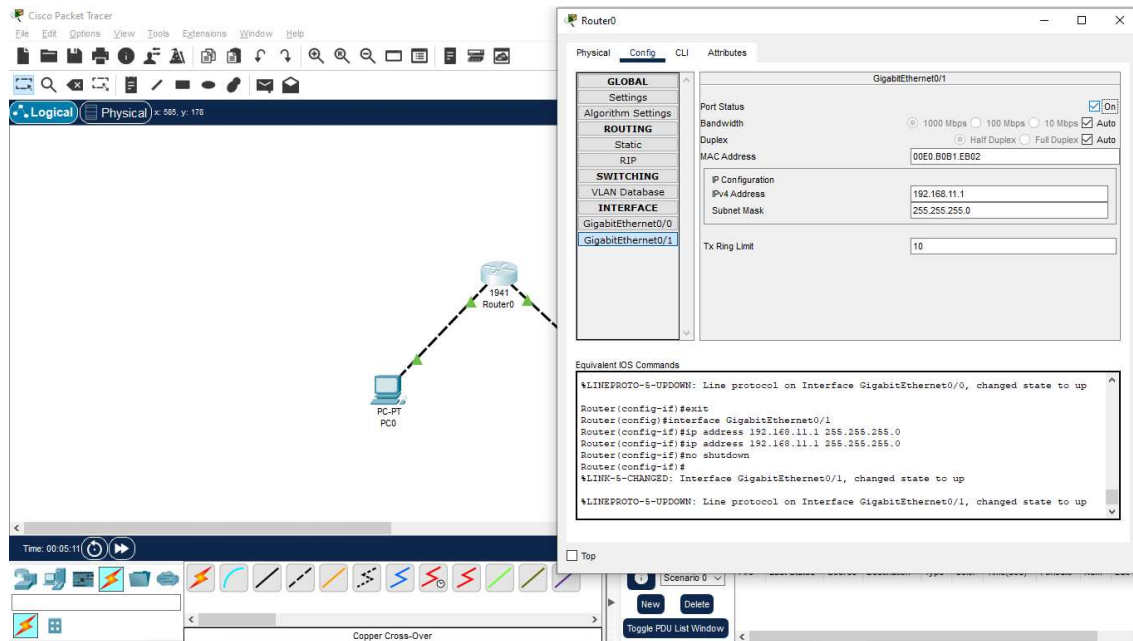 Cisco Packet Tracer
File Edit Options View Tools Extensions Window Help
Logical Physical x: 585, y: 178
1941
Router0
PC-PT
PC0
Time: 00:05:11
Copper Cross-Over
Router0
Physical Config CLI Attributes
GLOBAL
Settings
Algorithm Settings
ROUTING
Static
RIP
SWITCHING
VLAN Database
INTERFACE
GigabitEthernet0/0
GigabitEthernet0/1
GigabitEthernet0/1
Port Status On
Bandwidth 1000 Mbps 100 Mbps 10 Mbps Auto
Duplex Half Duplex Full Duplex Auto
MAC Address 00E0.B0B1.EB02
IP Configuration
IPv4 Address 192.168.11.1
Subnet Mask 255.255.255.0
Tx Ring Limit 10
Equivalent IOS Commands
%LINEPROTO-5-UPDOWN: Line protocol on Interface GigabitEthernet0/0, changed state to up
Router(config-if)#exit
Router(config)#interface GigabitEthernet0/1
Router(config-if)#ip address 192.168.11.1 255.255.255.0
Router(config-if)#ip address 192.168.11.1 255.255.255.0
Router(config-if)#no shutdown
Router(config-if)#
%LINK-5-CHANGED: Interface GigabitEthernet0/1, changed state to up
%LINEPROTO-5-UPDOWN: Line protocol on Interface GigabitEthernet0/1, changed state to up
Top
Scenario 0
New Delete
Toggle PDU List Window